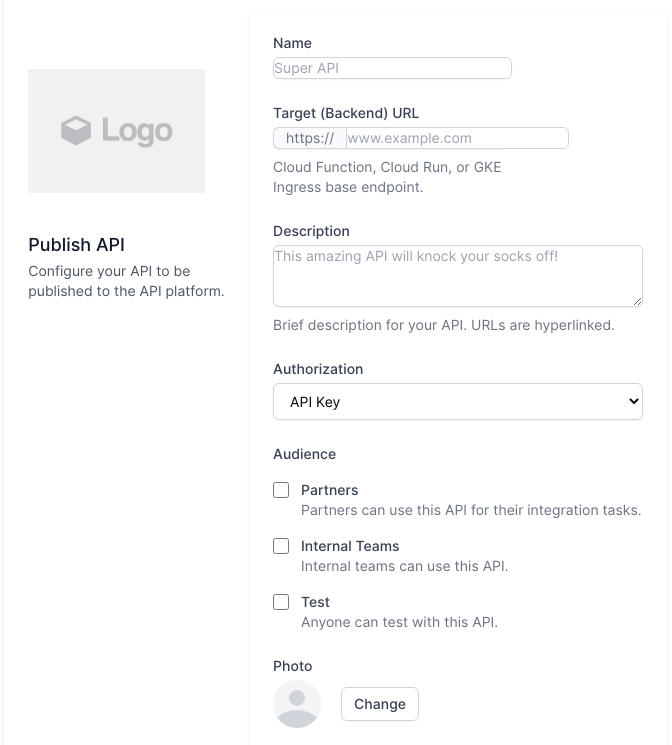 Logo
Publish API
Configure your API to be
published to the API platform.
Name
Super API
Target (Backend) URL
https:// www.example.com
Cloud Function, Cloud Run, or GKE
Ingress base endpoint.
Description
This amazing API will knock your socks off!
Brief description for your API. URLs are hyperlinked.
Authorization
API Key
Audience
Partners
Partners can use this API for their integration tasks.
Internal Teams
Internal teams can use this API.
Test
Anyone can test with this API.
Photo
Change